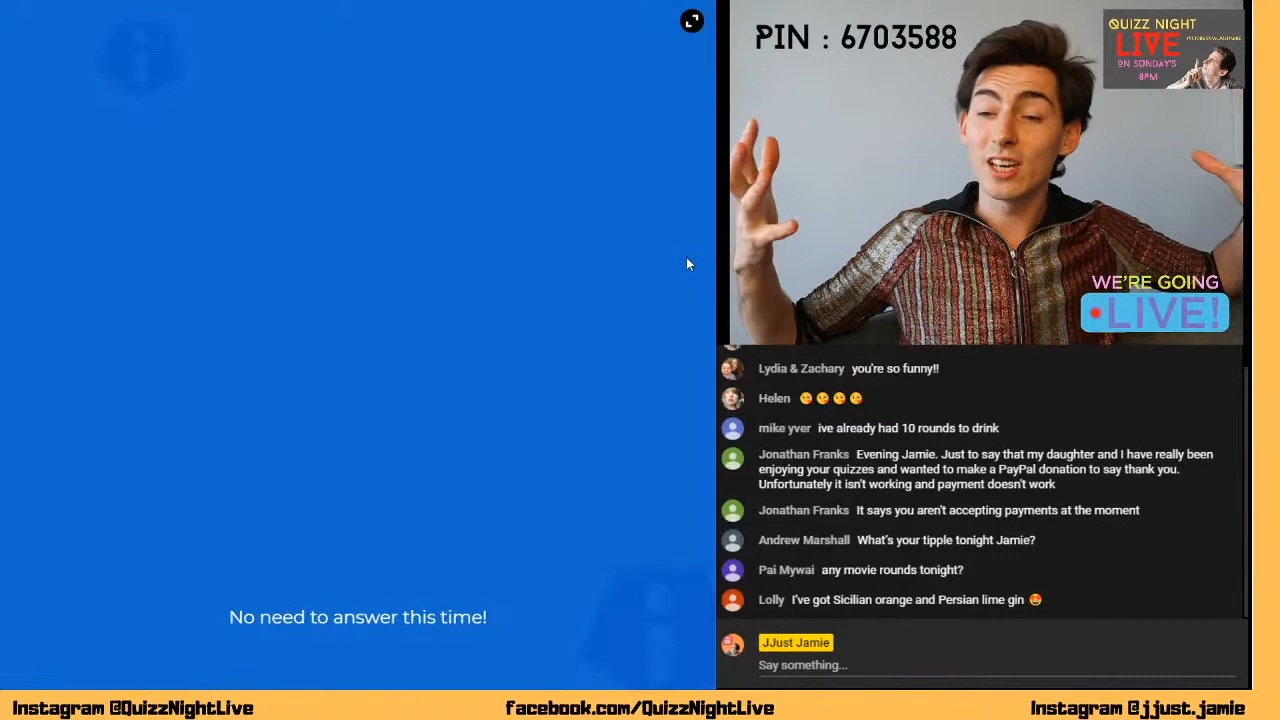 PIN : 6703588
QUIZZ NIGHT
LIVE
ON SUNDAY'S
8PM
WE'RE GOING
LIVE!
Lydia & Zachary you're so funny!!
Helen 😋 😋 😋 😋
mike yver ive already had 10 rounds to drink
Jonathan Franks Evening Jamie. Just to say that my daughter and I have really been
enjoying your quizzes and wanted to make a PayPal donation to say thank you.
Unfortunately it isn't working and payment doesn't work
Jonathan Franks It says you aren't accepting payments at the moment
Andrew Marshall What's your tipple tonight Jamie?
Pai Mywai any movie rounds tonight?
Lolly I've got Sicilian orange and Persian lime gin 🤩
JJust Jamie
Say something...
No need to answer this time!
Instagram @QuizzNightLive
facebook.com/QuizzNightLive
Instagram @jjust.jamie